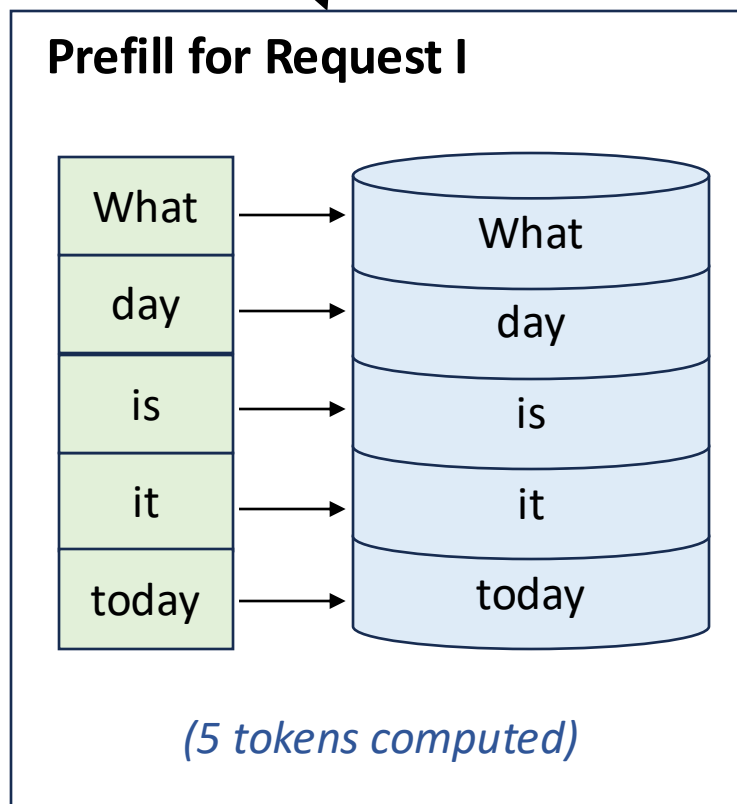 Prefill for Request I
What
What
day
day
is
is
it
it
today
today
(5 tokens computed)